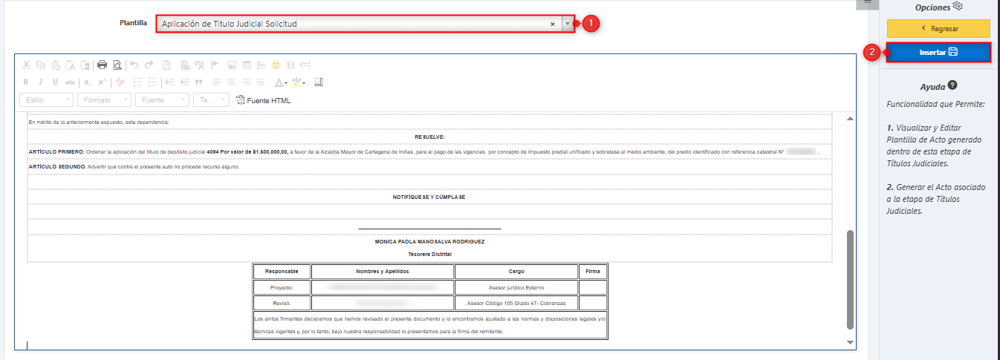 Plantilla
Aplicación de Titulo Judicial Solicitud × 1
Opciones
Regresar
2 Insertar
B I U abc x₂ x²
Estilo Formato Fuente Ta... Fuente HTML
En mérito de lo anteriormente expuesto, esta dependencia:
RESUELVE:
ARTÍCULO PRIMERO: Ordenar la aplicación del título de depósito judicial 4094 Por valor de $1.500.000,00, a favor de la Alcaldía Mayor de Cartagena de Indias, para el pago de las vigencias por concepto de Impuesto predial unificado y sobretasa al medio ambiente, del predio identificado con referencia catastral N° .
ARTÍCULO SEGUNDO: Advertir que contra el presente auto no procede recurso alguno.
NOTIFÍQUESE Y CÚMPLASE
MONICA PAOLA MANOSALVA RODRIGUEZ
Tesorera Distrital
Responsable Nombres y Apellidos Cargo Firma
Proyecto: Asesor jurídico Externo
Revisó: Asesor Código 105 Grado 47- Cobranzas
Los arriba firmantes declaramos que hemos revisado el presente documento y lo encontramos ajustado a las normas y disposiciones legales y/o
técnicas vigentes y, por lo tanto, bajo nuestra responsabilidad lo presentamos para la firma del remitente.
Ayuda
Funcionalidad que Permite:
1. Visualizar y Editar
Plantilla de Acto generado
dentro de esta etapa de
Títulos Judiciales.
2. Generar el Acto asociado
a la etapa de Títulos
Judiciales.